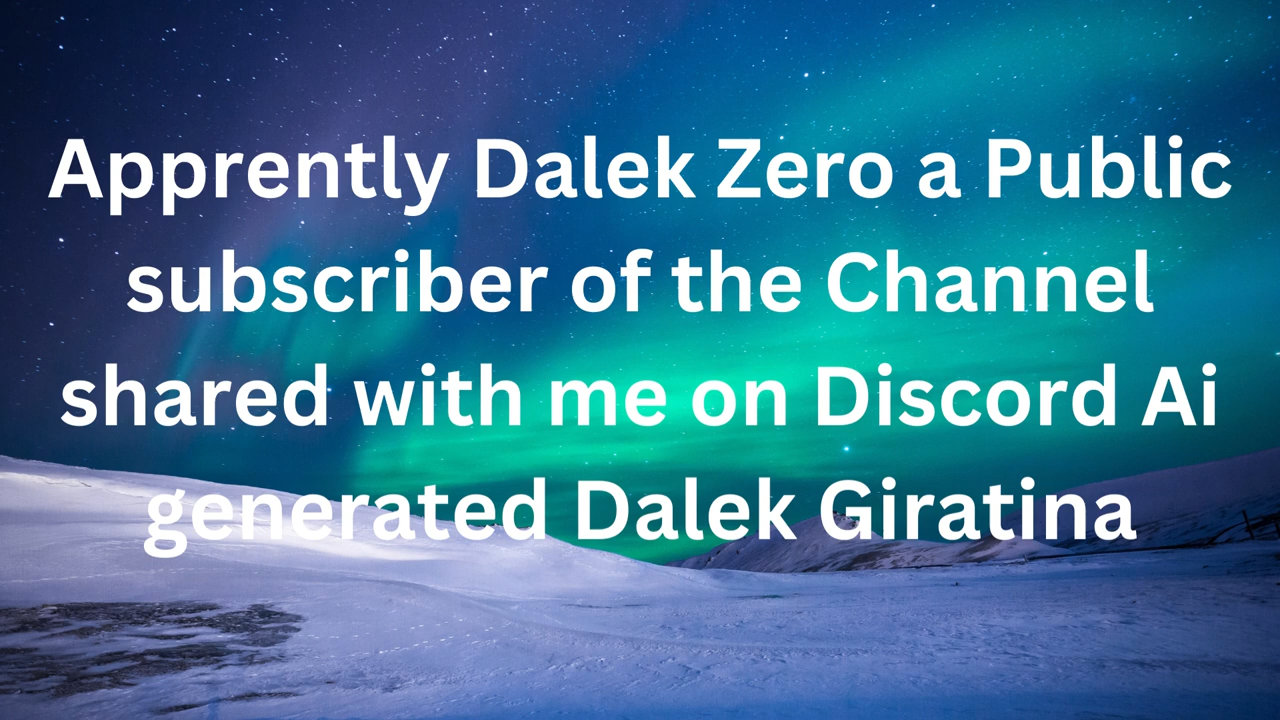 Apprently Dalek Zero a Public
subscriber of the Channel
shared with me on Discord Ai
generated Dalek Giratina